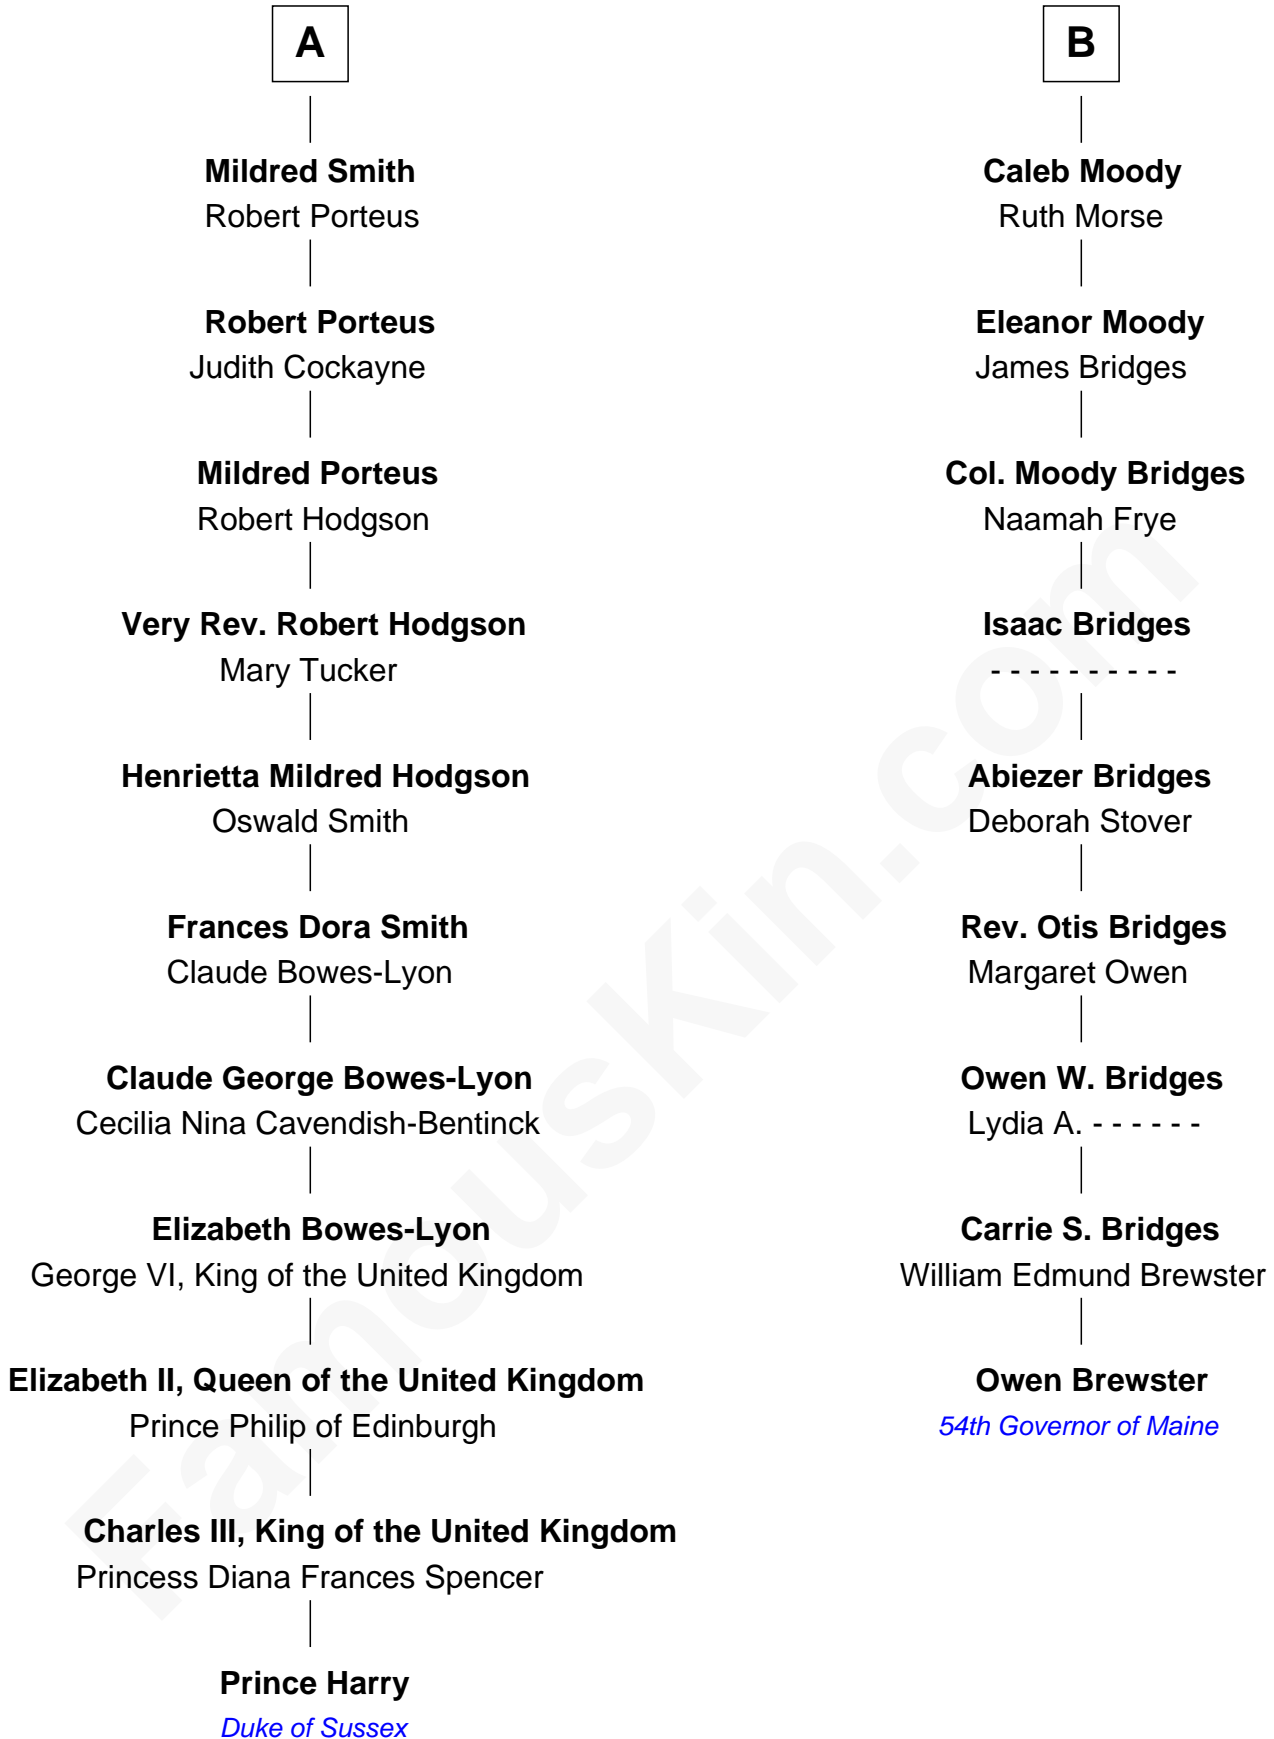 A
Mildred Smith
Robert Porteus
Robert Porteus
Judith Cockayne
Mildred Porteus
Robert Hodgson
Very Rev. Robert Hodgson
Mary Tucker
Henrietta Mildred Hodgson
Oswald Smith
Frances Dora Smith
Claude Bowes-Lyon
Claude George Bowes-Lyon
Cecilia Nina Cavendish-Bentinck
Elizabeth Bowes-Lyon
George VI, King of the United Kingdom
Elizabeth II, Queen of the United Kingdom
Prince Philip of Edinburgh
Charles III, King of the United Kingdom
Princess Diana Frances Spencer
Prince Harry
Duke of Sussex
B
Caleb Moody
Ruth Morse
Eleanor Moody
James Bridges
Col. Moody Bridges
Naamah Frye
Isaac Bridges
- - - - - - - - - -
Abiezer Bridges
Deborah Stover
Rev. Otis Bridges
Margaret Owen
Owen W. Bridges
Lydia A. - - - - - -
Carrie S. Bridges
William Edmund Brewster
Owen Brewster
54th Governor of Maine
FamousKin.com